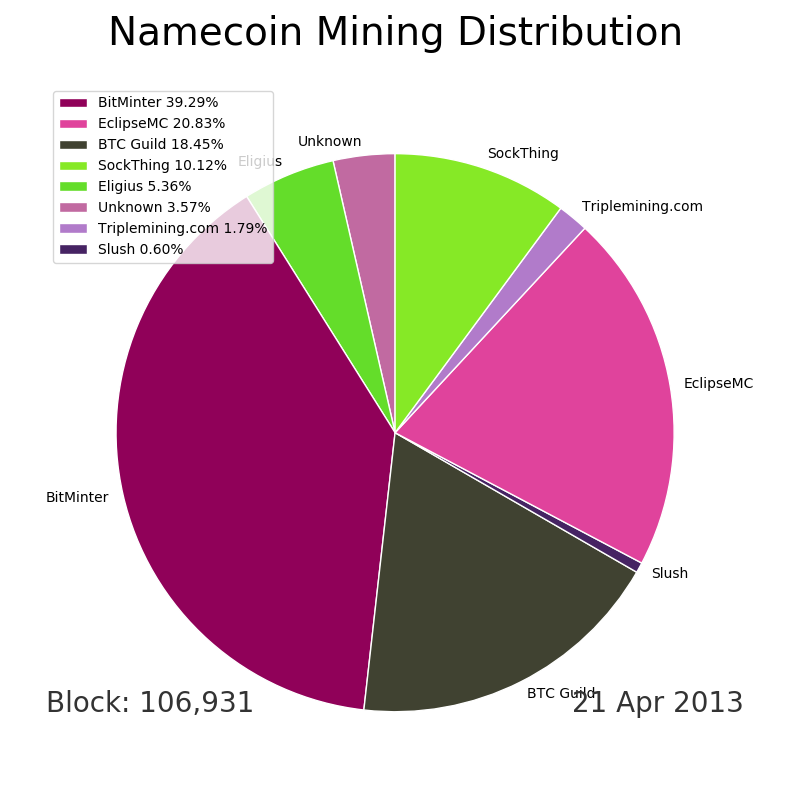 Namecoin Mining Distribution
BitMinter 39.29%
EclipseMC 20.83%
BTC Guild 18.45%
SockThing 10.12%
Eligius 5.36%
Unknown 3.57%
Triplemining.com 1.79%
Slush 0.60%
Unknown
SockThing
Eligius
Triplemining.com
EclipseMC
BitMinter
Slush
BTC Guild
Block: 106,931
21 Apr 2013